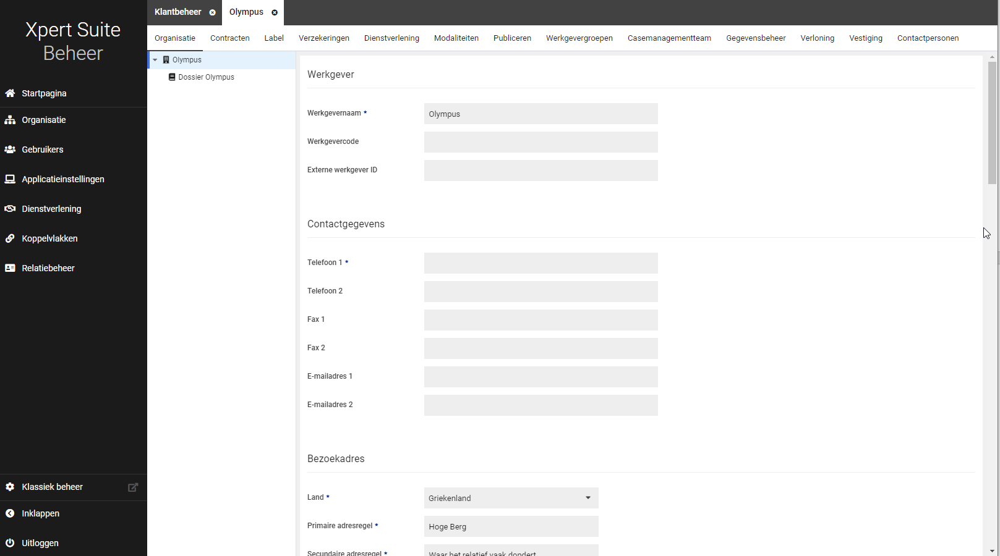 Xpert Suite
Beheer
Startpagina
Organisatie
Gebruikers
Applicatieinstellingen
Dienstverlening
Koppelvlakken
Relatiebeheer
Klassiek beheer
Inklappen
Uitloggen
Klantbeheer Olympus
Organisatie Contracten Label Verzekeringen Dienstverlening Modaliteiten Publiceren Werkgevergroepen Casemanagementteam Gegevensbeheer Verloning Vestiging Contactpersonen
Olympus
Dossier Olympus
Werkgever
Werkgevernaam * Olympus
Werkgevercode
Externe werkgever ID
Contactgegevens
Telefoon 1 *
Telefoon 2
Fax 1
Fax 2
E-mailadres 1
E-mailadres 2
Bezoekadres
Land * Griekenland
Primaire adresregel * Hoge Berg
Secundaire adresregel * Waar het relatief vaak dondert